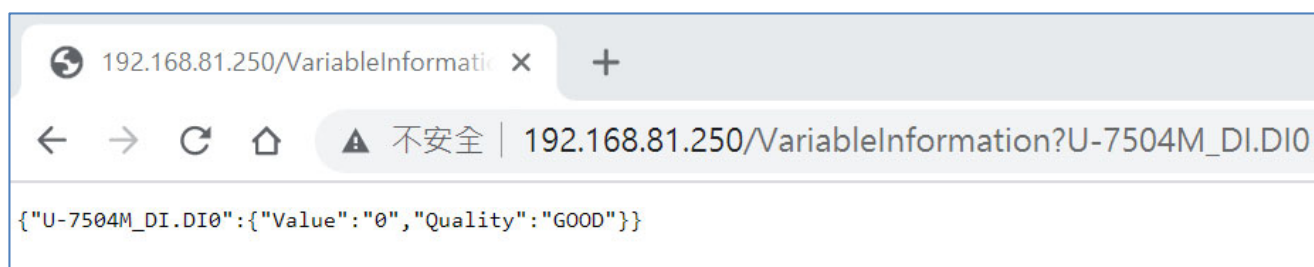 192.168.81.250/VariableInformati
不安全 192.168.81.250/VariableInformation?U-7504M_DI.DI0
{"U-7504M_DI.DI0":{"Value":"0","Quality":"GOOD"}}